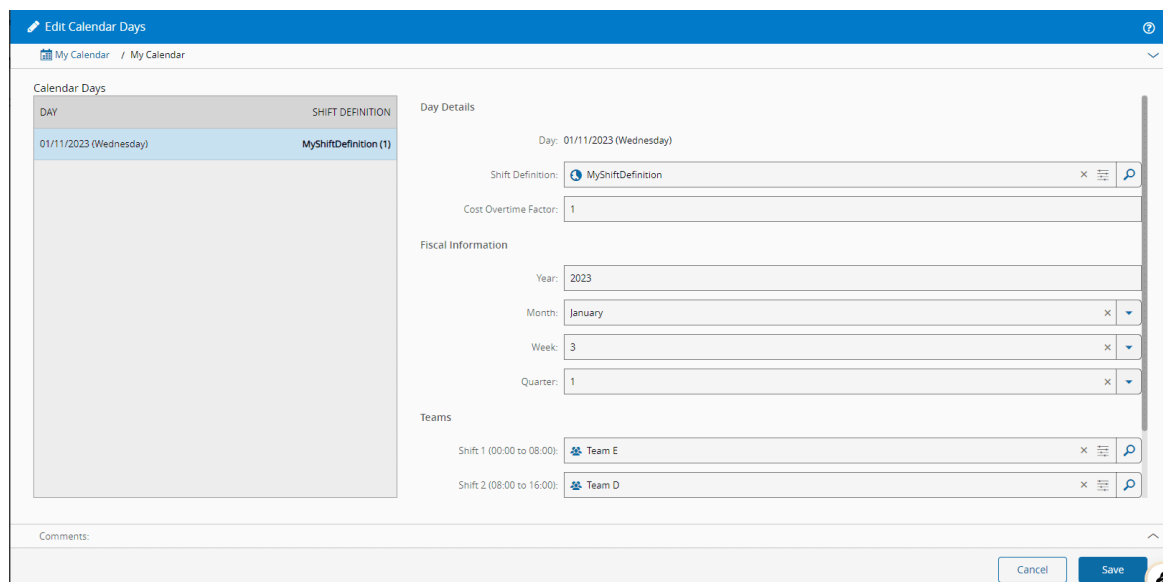 Edit Calendar Days
My Calendar / My Calendar
Calendar Days
DAY SHIFT DEFINITION
01/11/2023 (Wednesday) MyShiftDefinition (1)
Day Details
Day: 01/11/2023 (Wednesday)
Shift Definition: MyShiftDefinition
Cost Overtime Factor: 1
Fiscal Information
Year: 2023
Month: January
Week: 3
Quarter: 1
Teams
Shift 1 (00:00 to 08:00): Team E
Shift 2 (08:00 to 16:00): Team D
Comments:
Cancel Save